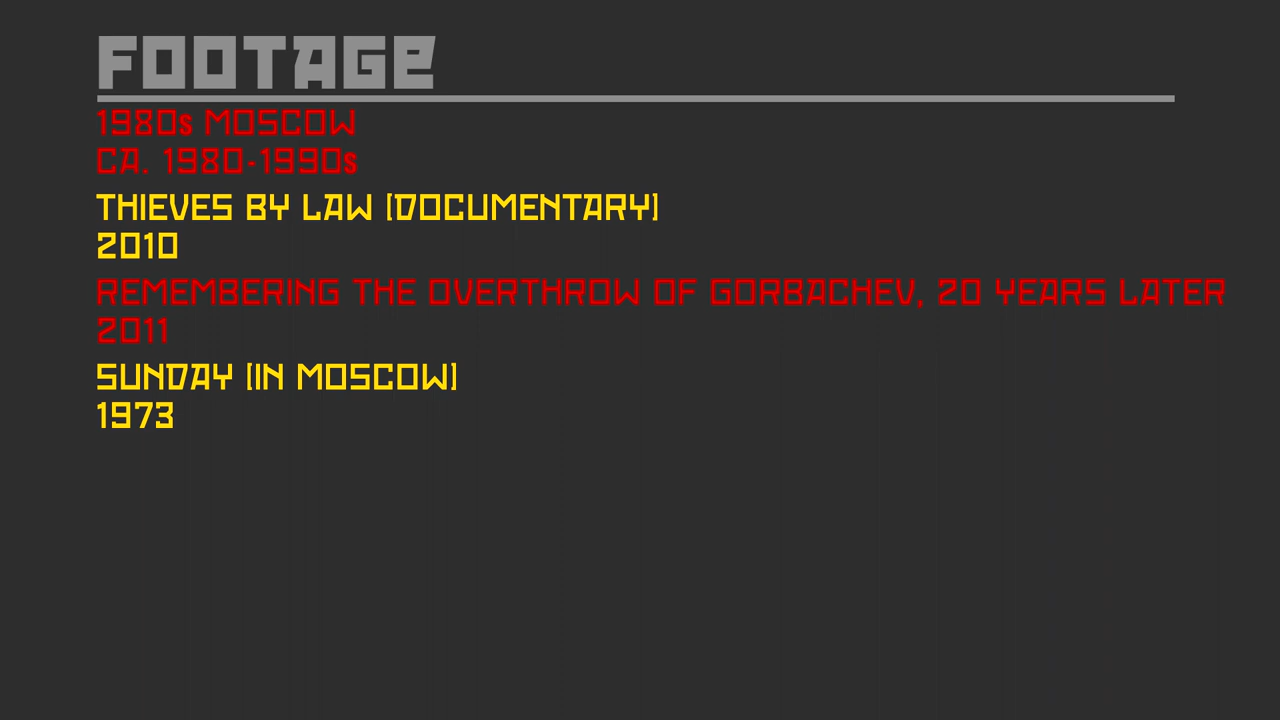 FOOTAGE
1980s MOSCOW
CA. 1980-1990s
THIEVES BY LAW [DOCUMENTARY]
2010
REMEMBERING THE OVERTHROW OF GORBACHEV, 20 YEARS LATER
2011
SUNDAY [IN MOSCOW]
1973